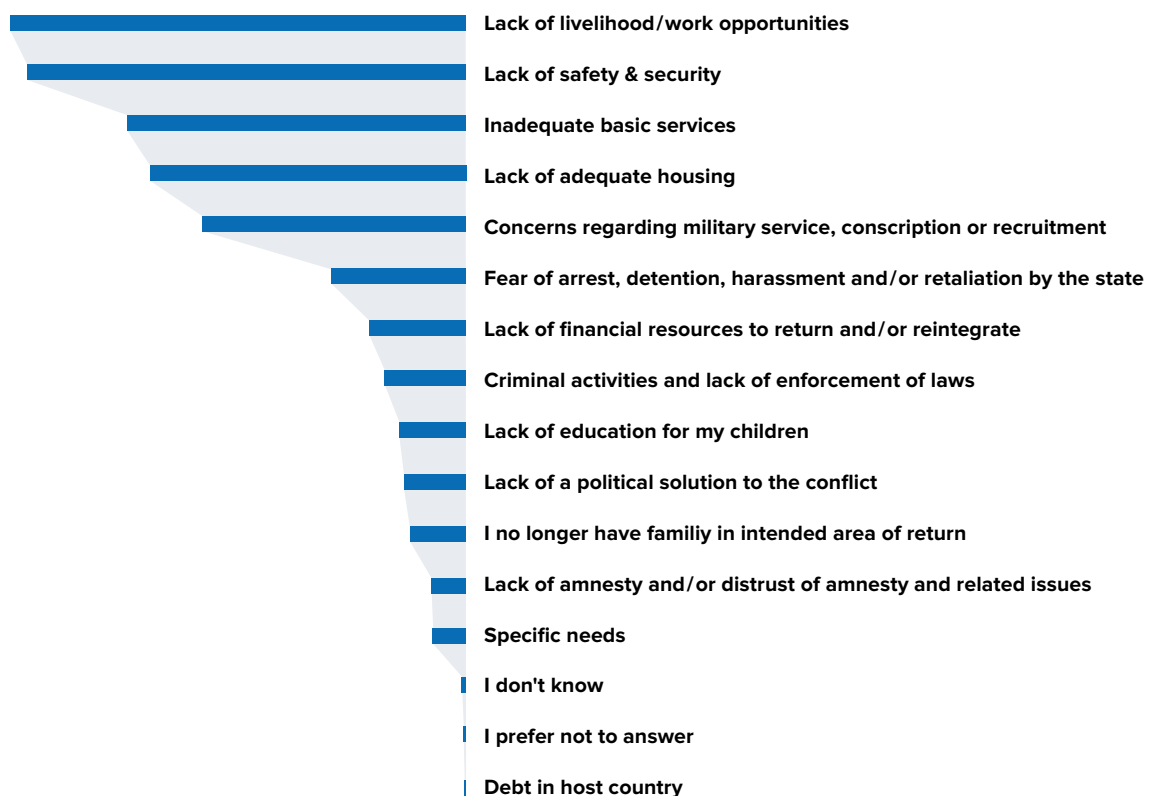 Lack of livelihood/work opportunities
Lack of safety & security
Inadequate basic services
Lack of adequate housing
Concerns regarding military service, conscription or recruitment
Fear of arrest, detention, harassment and/or retaliation by the state
Lack of financial resources to return and/or reintegrate
Criminal activities and lack of enforcement of laws
Lack of education for my children
Lack of a political solution to the conflict
I no longer have familiy in intended area of return
Lack of amnesty and/or distrust of amnesty and related issues
Specific needs
I don't know
I prefer not to answer
Debt in host country